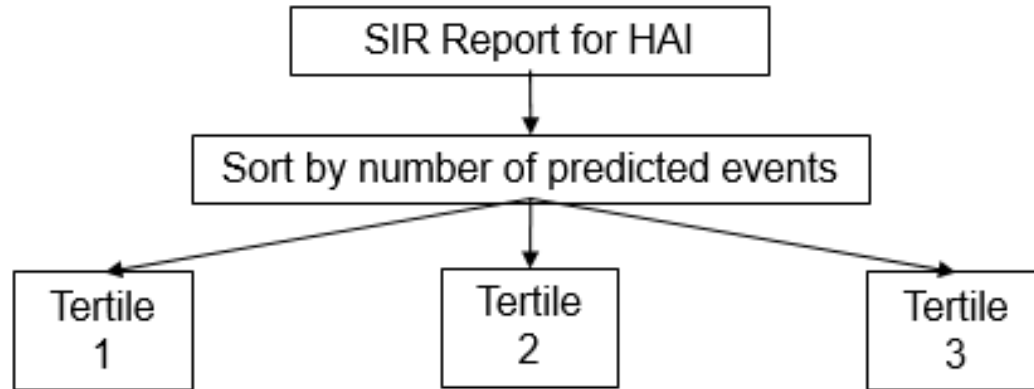 SIR Report for HAI
Sort by number of predicted events
Tertile
1
Tertile
2
Tertile
3